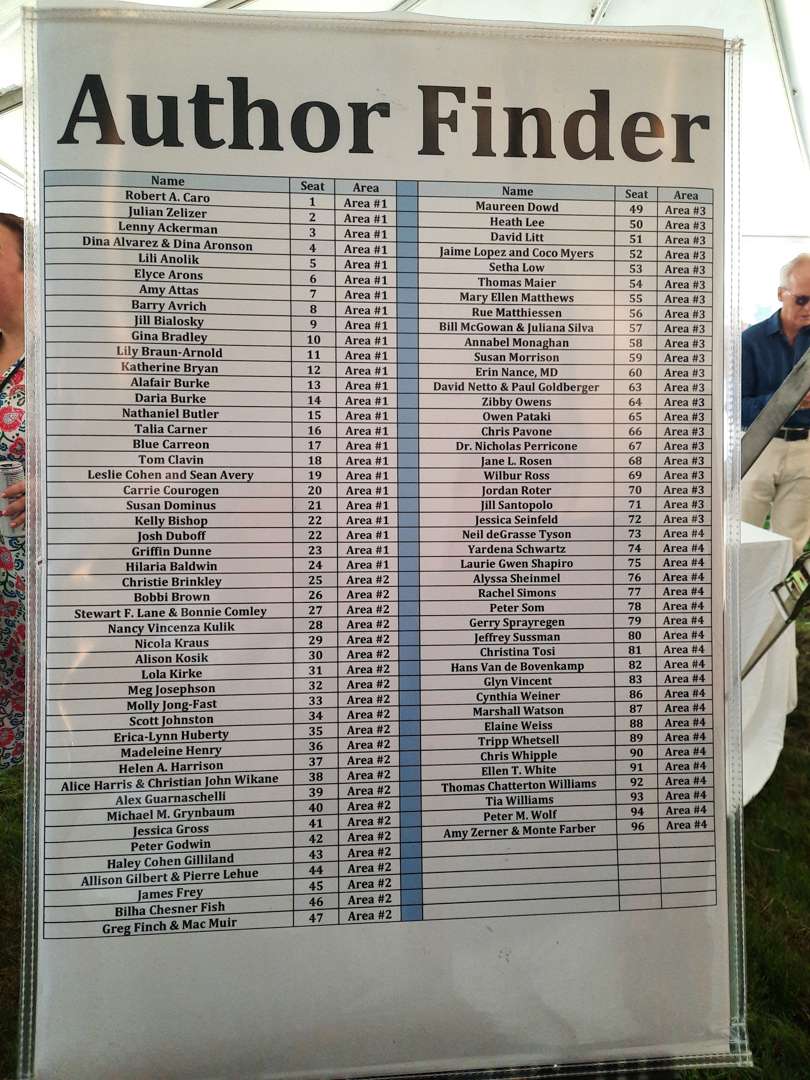 Author Finder
Name Seat Area
Robert A. Caro 1 Area #1
Julian Zelizer 2 Area #1
Lenny Ackerman 3 Area #1
Dina Alvarez & Dina Aronson 4 Area #1
Lili Anolik 5 Area #1
Elyce Arons 6 Area #1
Amy Attas 7 Area #1
Barry Avrich 8 Area #1
Jill Bialosky 9 Area #1
Gina Bradley 10 Area #1
Lily Braun-Arnold 11 Area #1
Katherine Bryan 12 Area #1
Alafair Burke 13 Area #1
Daria Burke 14 Area #1
Nathaniel Butler 15 Area #1
Talia Carner 16 Area #1
Blue Carreon 17 Area #1
Tom Clavin 18 Area #1
Leslie Cohen and Sean Avery 19 Area #1
Carrie Courogen 20 Area #1
Susan Dominus 21 Area #1
Kelly Bishop 22 Area #1
Josh Duboff 22 Area #1
Griffin Dunne 23 Area #1
Hilaria Baldwin 24 Area #1
Christie Brinkley 25 Area #2
Bobbi Brown 26 Area #2
Stewart F. Lane & Bonnie Comley 27 Area #2
Nancy Vincenza Kulik 28 Area #2
Nicola Kraus 29 Area #2
Alison Kosik 30 Area #2
Lola Kirke 31 Area #2
Meg Josephson 32 Area #2
Molly Jong-Fast 33 Area #2
Scott Johnston 34 Area #2
Erica-Lynn Huberty 35 Area #2
Madeleine Henry 36 Area #2
Helen A. Harrison 37 Area #2
Alice Harris & Christian John Wikane 38 Area #2
Alex Guarnaschelli 39 Area #2
Michael M. Grynbaum 40 Area #2
Jessica Gross 41 Area #2
Peter Godwin 42 Area #2
Haley Cohen Gilliland 43 Area #2
Allison Gilbert & Pierre Lehue 44 Area #2
James Frey 45 Area #2
Bilha Chesner Fish 46 Area #2
Greg Finch & Mac Muir 47 Area #2
Name Seat Area
Maureen Dowd 49 Area #3
Heath Lee 50 Area #3
David Litt 51 Area #3
Jaime Lopez and Coco Myers 52 Area #3
Setha Low 53 Area #3
Thomas Maier 54 Area #3
Mary Ellen Matthews 55 Area #3
Rue Matthiessen 56 Area #3
Bill McGowan & Juliana Silva 57 Area #3
Annabel Monaghan 58 Area #3
Susan Morrison 59 Area #3
Erin Nance, MD 60 Area #3
David Netto & Paul Goldberger 63 Area #3
Zibby Owens 64 Area #3
Owen Pataki 65 Area #3
Chris Pavone 66 Area #3
Dr. Nicholas Perricone 67 Area #3
Jane L. Rosen 68 Area #3
Wilbur Ross 69 Area #3
Jordan Roter 70 Area #3
Jill Santopolo 71 Area #3
Jessica Seinfeld 72 Area #3
Neil deGrasse Tyson 73 Area #4
Yardena Schwartz 74 Area #4
Laurie Gwen Shapiro 75 Area #4
Alyssa Sheinmel 76 Area #4
Rachel Simons 77 Area #4
Peter Som 78 Area #4
Gerry Sprayregen 79 Area #4
Jeffrey Sussman 80 Area #4
Christina Tosi 81 Area #4
Hans Van de Bovenkamp 82 Area #4
Glyn Vincent 83 Area #4
Cynthia Weiner 86 Area #4
Marshall Watson 87 Area #4
Elaine Weiss 88 Area #4
Tripp Whetsell 89 Area #4
Chris Whipple 90 Area #4
Ellen T. White 91 Area #4
Thomas Chatterton Williams 92 Area #4
Tia Williams 93 Area #4
Peter M. Wolf 94 Area #4
Amy Zerner & Monte Farber 96 Area #4